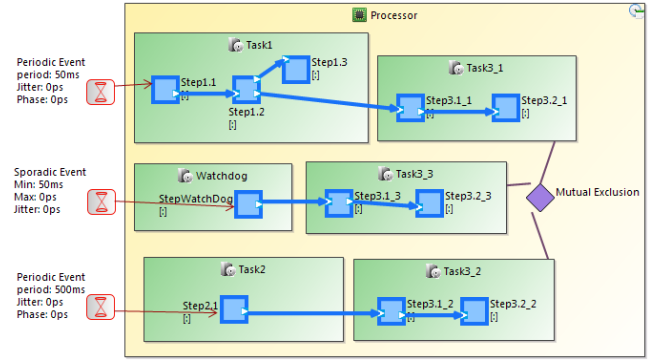 Processor
Task1
Periodic Event
period: 50ms
Jitter: 0ps
Phase: 0ps
Step1.1
[:]
Step1.2
[:]
Step1.3
[:]
Task3_1
Step3.1_1
[:]
Step3.2_1
[:]
Sporadic Event
Min: 50ms
Max: 0ps
Jitter: 0ps
Watchdog
StepWatchDog
[:]
Task3_3
Step3.1_3
[:]
Step3.2_3
[:]
Mutual Exclusion
Periodic Event
period: 500ms
Jitter: 0ps
Phase: 0ps
Task2
Step2.1
[:]
Task3_2
Step3.1_2
[:]
Step3.2_2
[:]